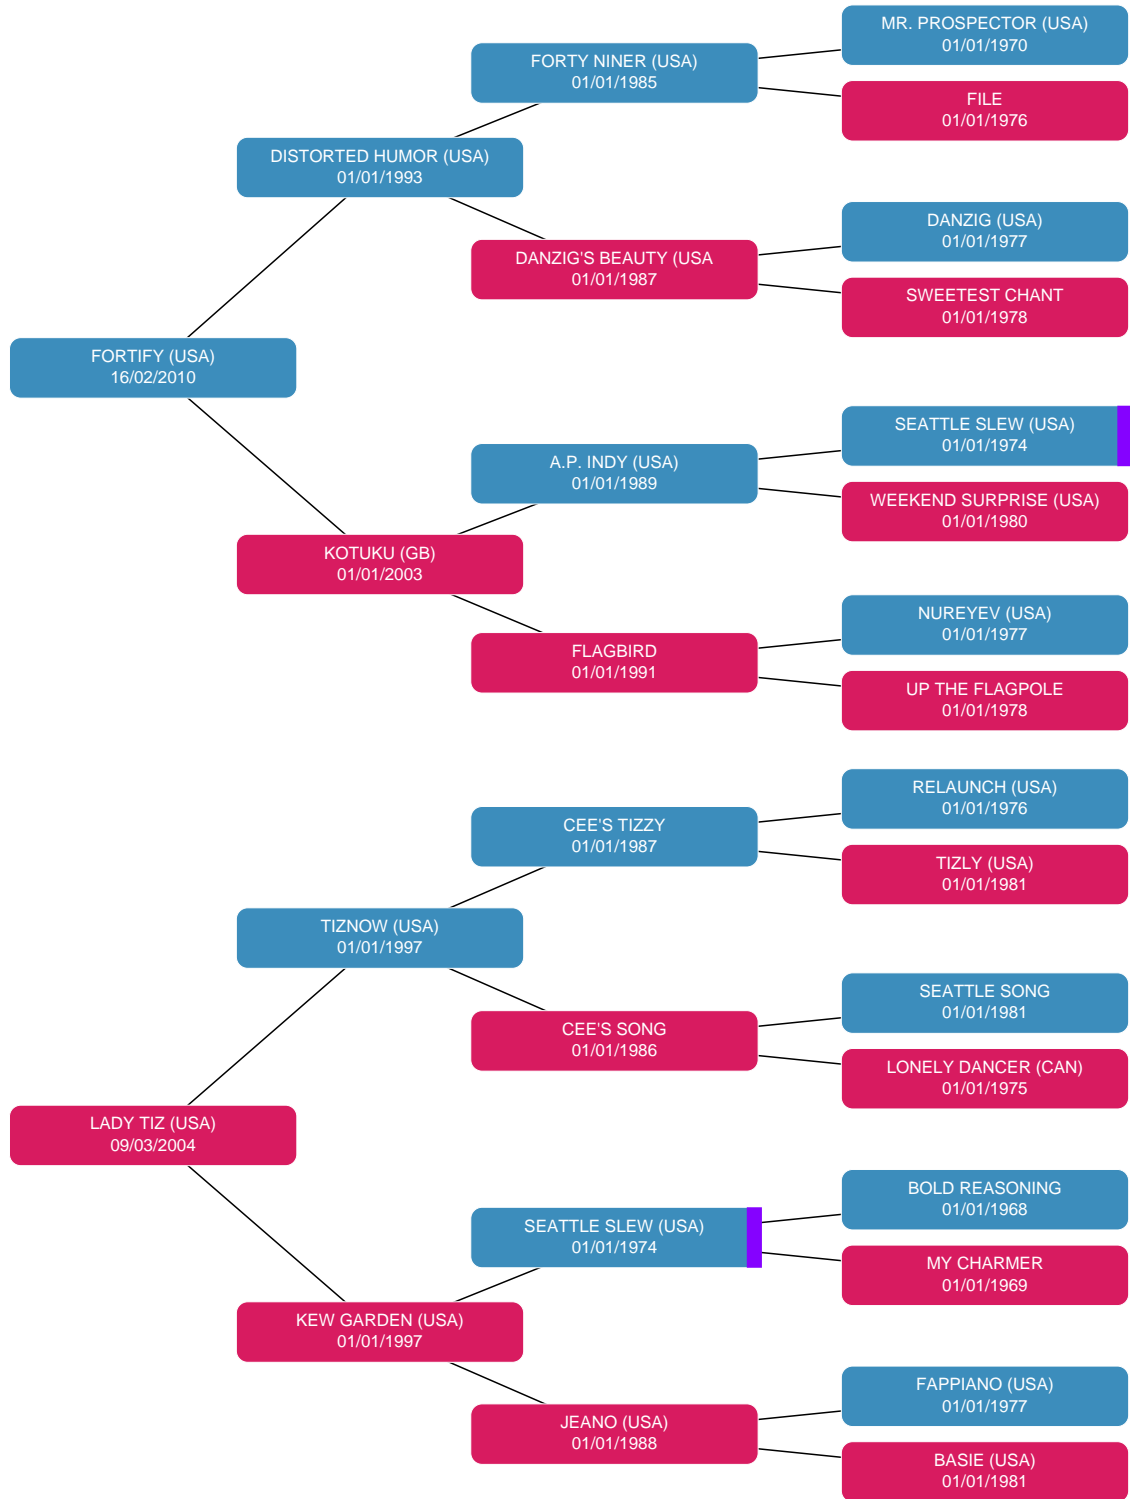 MR. PROSPECTOR (USA)
01/01/1970
FORTY NINER (USA)
01/01/1985
FILE
01/01/1976
DISTORTED HUMOR (USA)
01/01/1993
DANZIG (USA)
01/01/1977
DANZIG'S BEAUTY (USA
01/01/1987
SWEETEST CHANT
01/01/1978
FORTIFY (USA)
16/02/2010
SEATTLE SLEW (USA)
01/01/1974
A.P. INDY (USA)
01/01/1989
WEEKEND SURPRISE (USA)
01/01/1980
KOTUKU (GB)
01/01/2003
NUREYEV (USA)
01/01/1977
FLAGBIRD
01/01/1991
UP THE FLAGPOLE
01/01/1978
RELAUNCH (USA)
01/01/1976
CEE'S TIZZY
01/01/1987
TIZLY (USA)
01/01/1981
TIZNOW (USA)
01/01/1997
SEATTLE SONG
01/01/1981
CEE'S SONG
01/01/1986
LONELY DANCER (CAN)
01/01/1975
LADY TIZ (USA)
09/03/2004
BOLD REASONING
01/01/1968
SEATTLE SLEW (USA)
01/01/1974
MY CHARMER
01/01/1969
KEW GARDEN (USA)
01/01/1997
FAPPIANO (USA)
01/01/1977
JEANO (USA)
01/01/1988
BASIE (USA)
01/01/1981